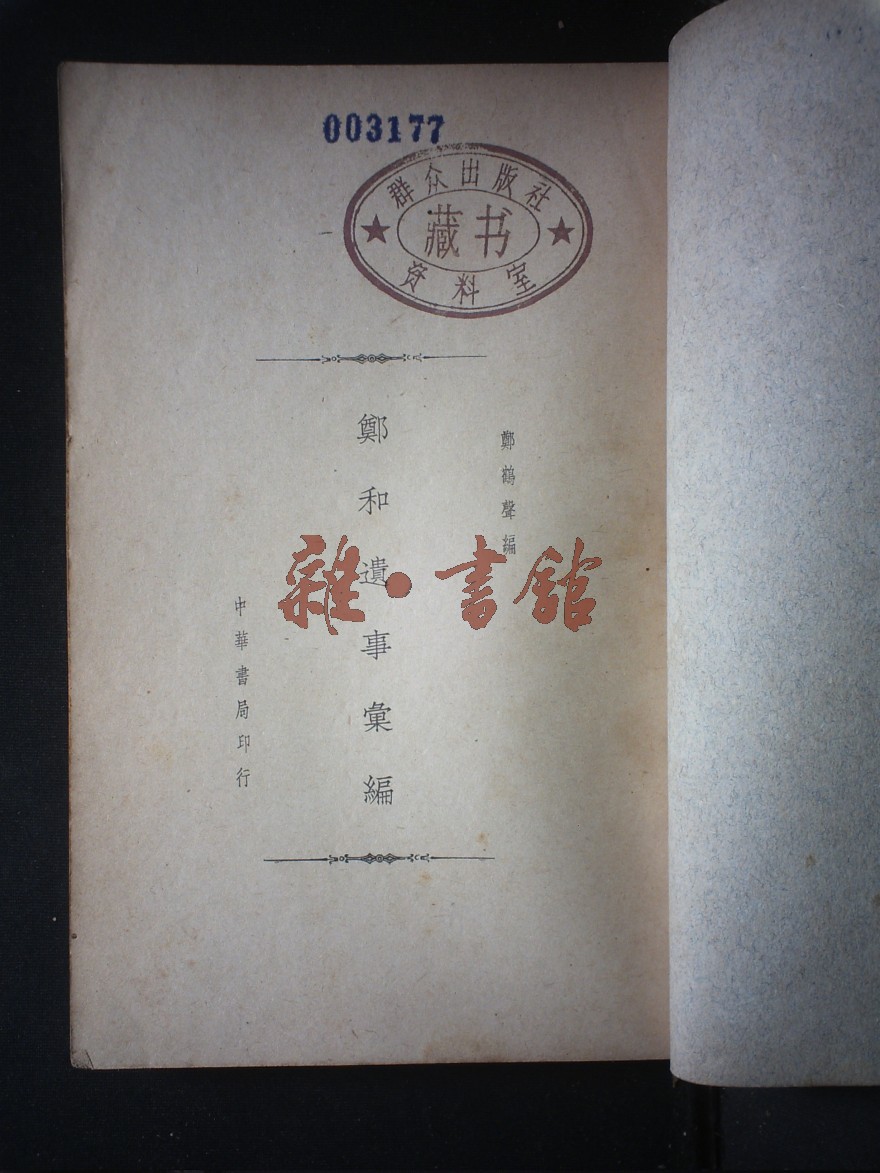 003177
群众出版社
藏书
资料室
鄭鶴聲編
鄭和遺事彙編
中華書局印行
雜·書館